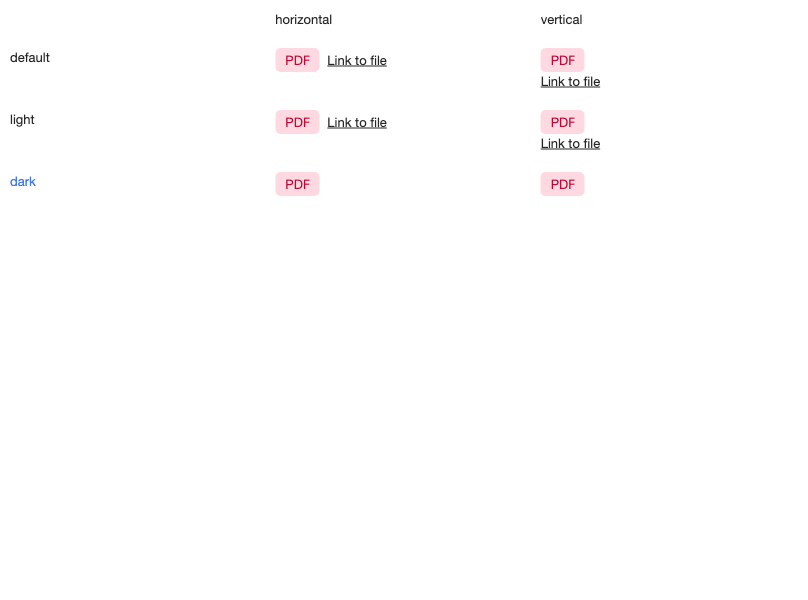 horizontal vertical
default PDF Link to file PDF
Link to file
light PDF Link to file PDF
Link to file
dark PDF PDF